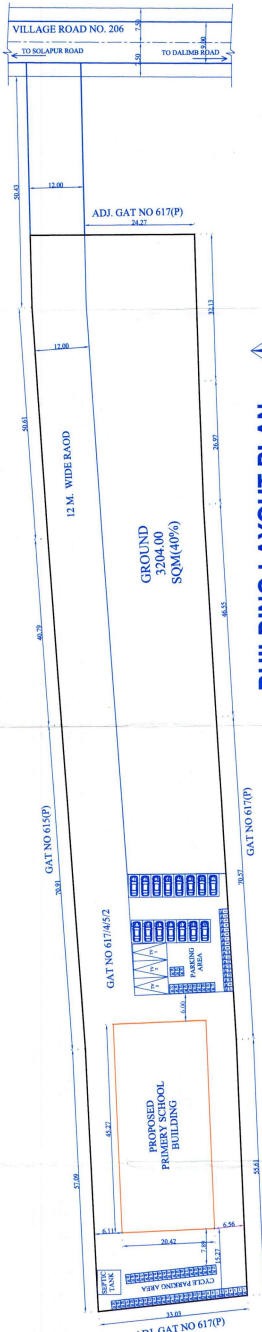 7.50
VILLAGE ROAD NO. 206
9.00
TO SOLAPUR ROAD
TO DALIMB ROAD
7.50
50.43
12.00
ADJ. GAT NO 617(P)
24.27
32.13
12.00
50.61
12 M. WIDE RAOD
26.97
GROUND
3204.00
SQM(40%)
BUILDING LAYOUT PLAN
40.79
46.55
GAT NO 615(P)
70.91
GAT NO 617/4/5/2
GAT NO 617(P)
70.57
PARKING
AREA
6.00
45.27
PROPOSED
PRIMERY SCHOOL
BUILDING
57.09
55.61
6.11
20.42
6.56
7.89
15.27
SEPTIC
TANK
CYCLE PARKING AREA
33.03
ADJ. GAT NO 617(P)